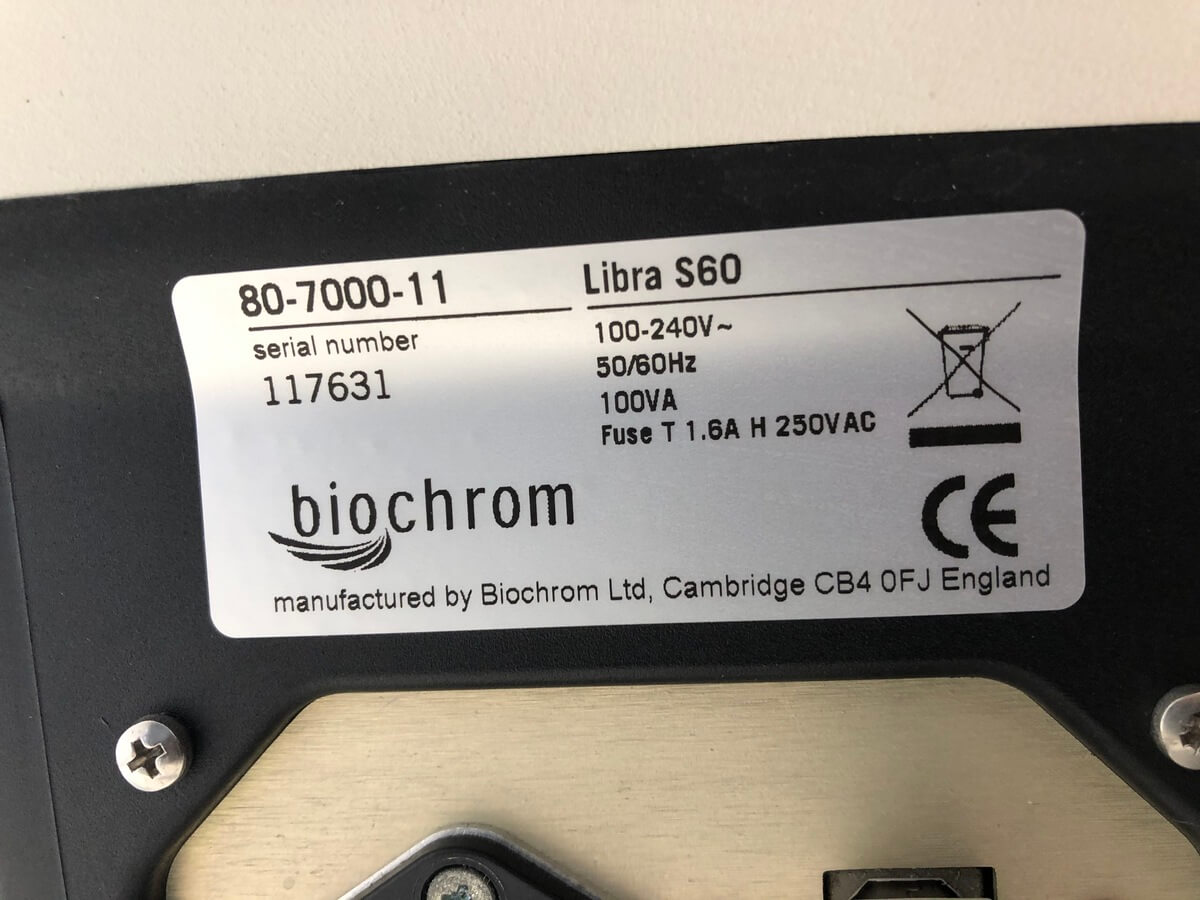 80-7000-11
serial number
117631
Libra S60
100-240V~
50/60Hz
100VA
Fuse T 1.6A H 250VAC
biochrom
CE
manufactured by Biochrom Ltd, Cambridge CB4 0FJ England